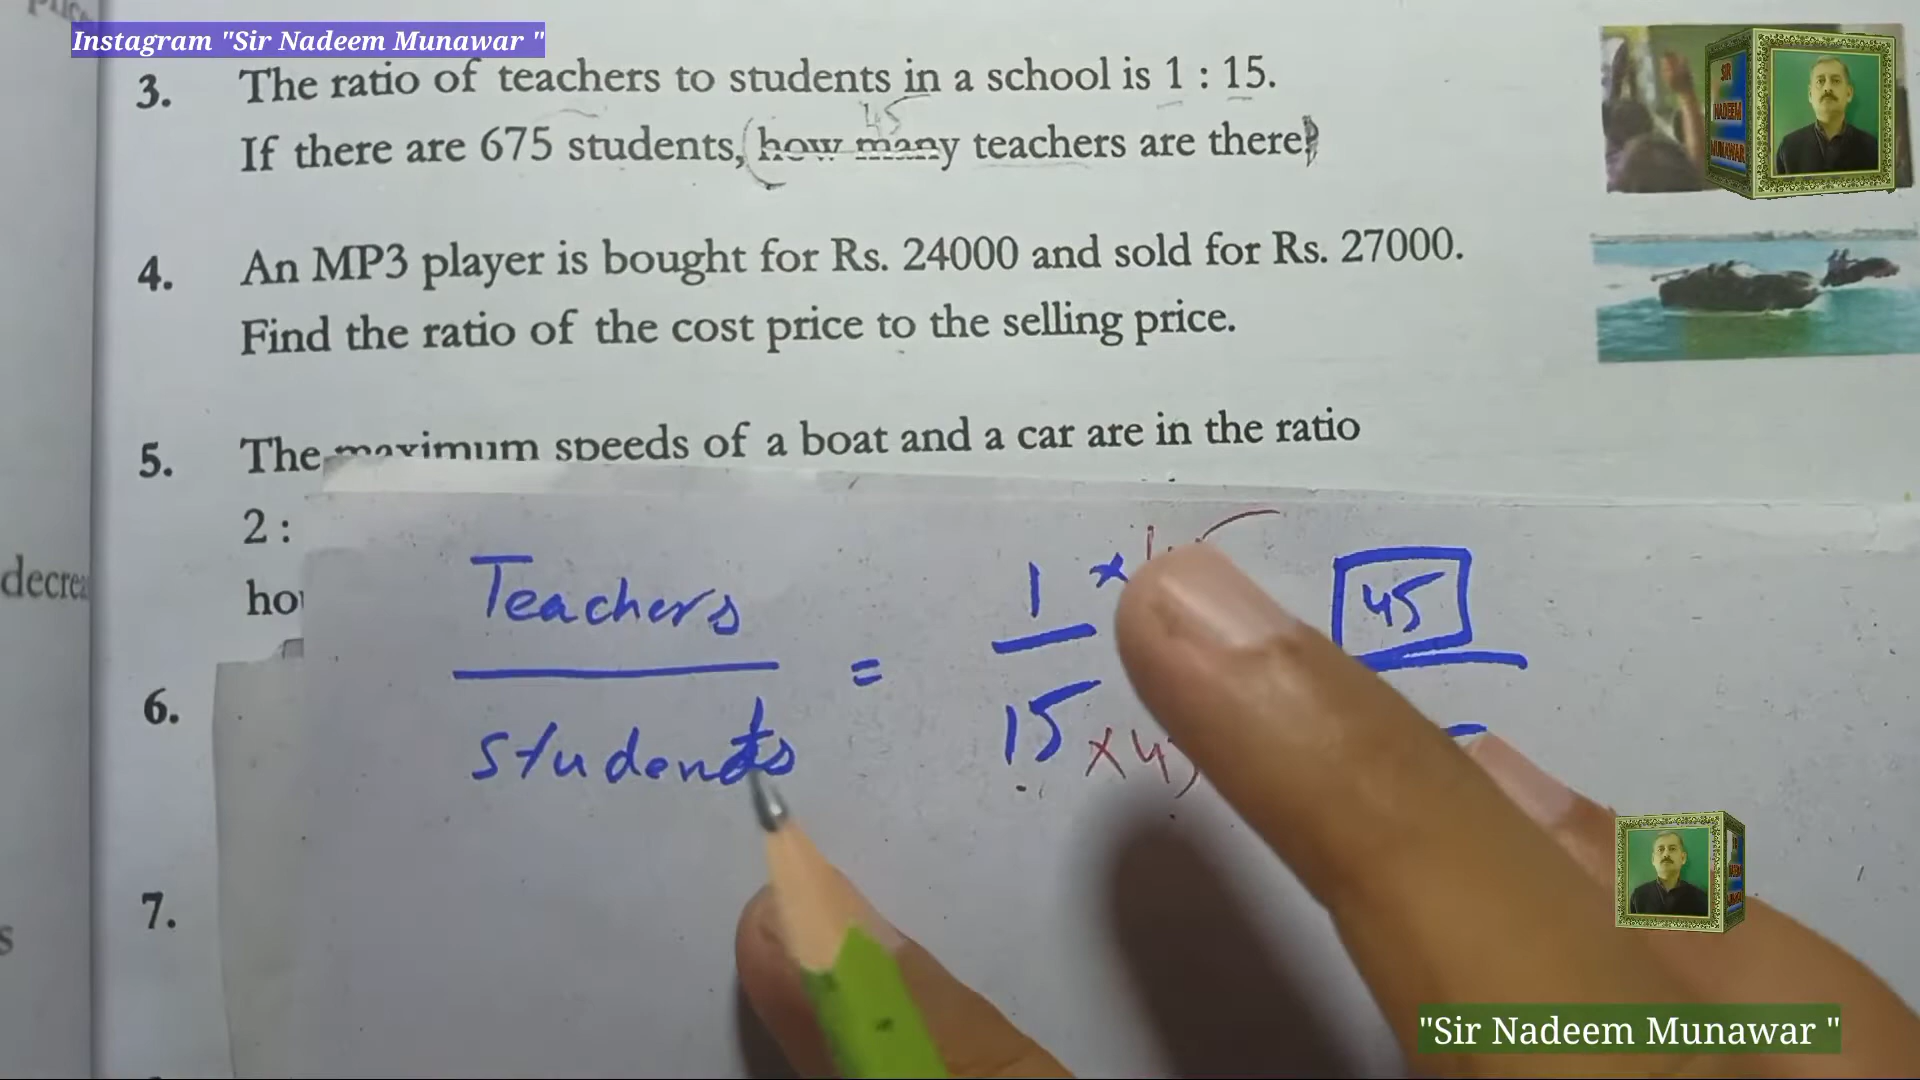 Instagram "Sir Nadeem Munawar "
3. The ratio of teachers to students in a school is 1 : 15.
45
If there are 675 students, how many teachers are there?
4. An MP3 player is bought for Rs. 24000 and sold for Rs. 27000.
Find the ratio of the cost price to the selling price.
5. The maximum speeds of a boat and a car are in the ratio
2 :
decrea
ho
Teachers = 1 × 45
Students 15 × 45
6.
7.
s
"Sir Nadeem Munawar "